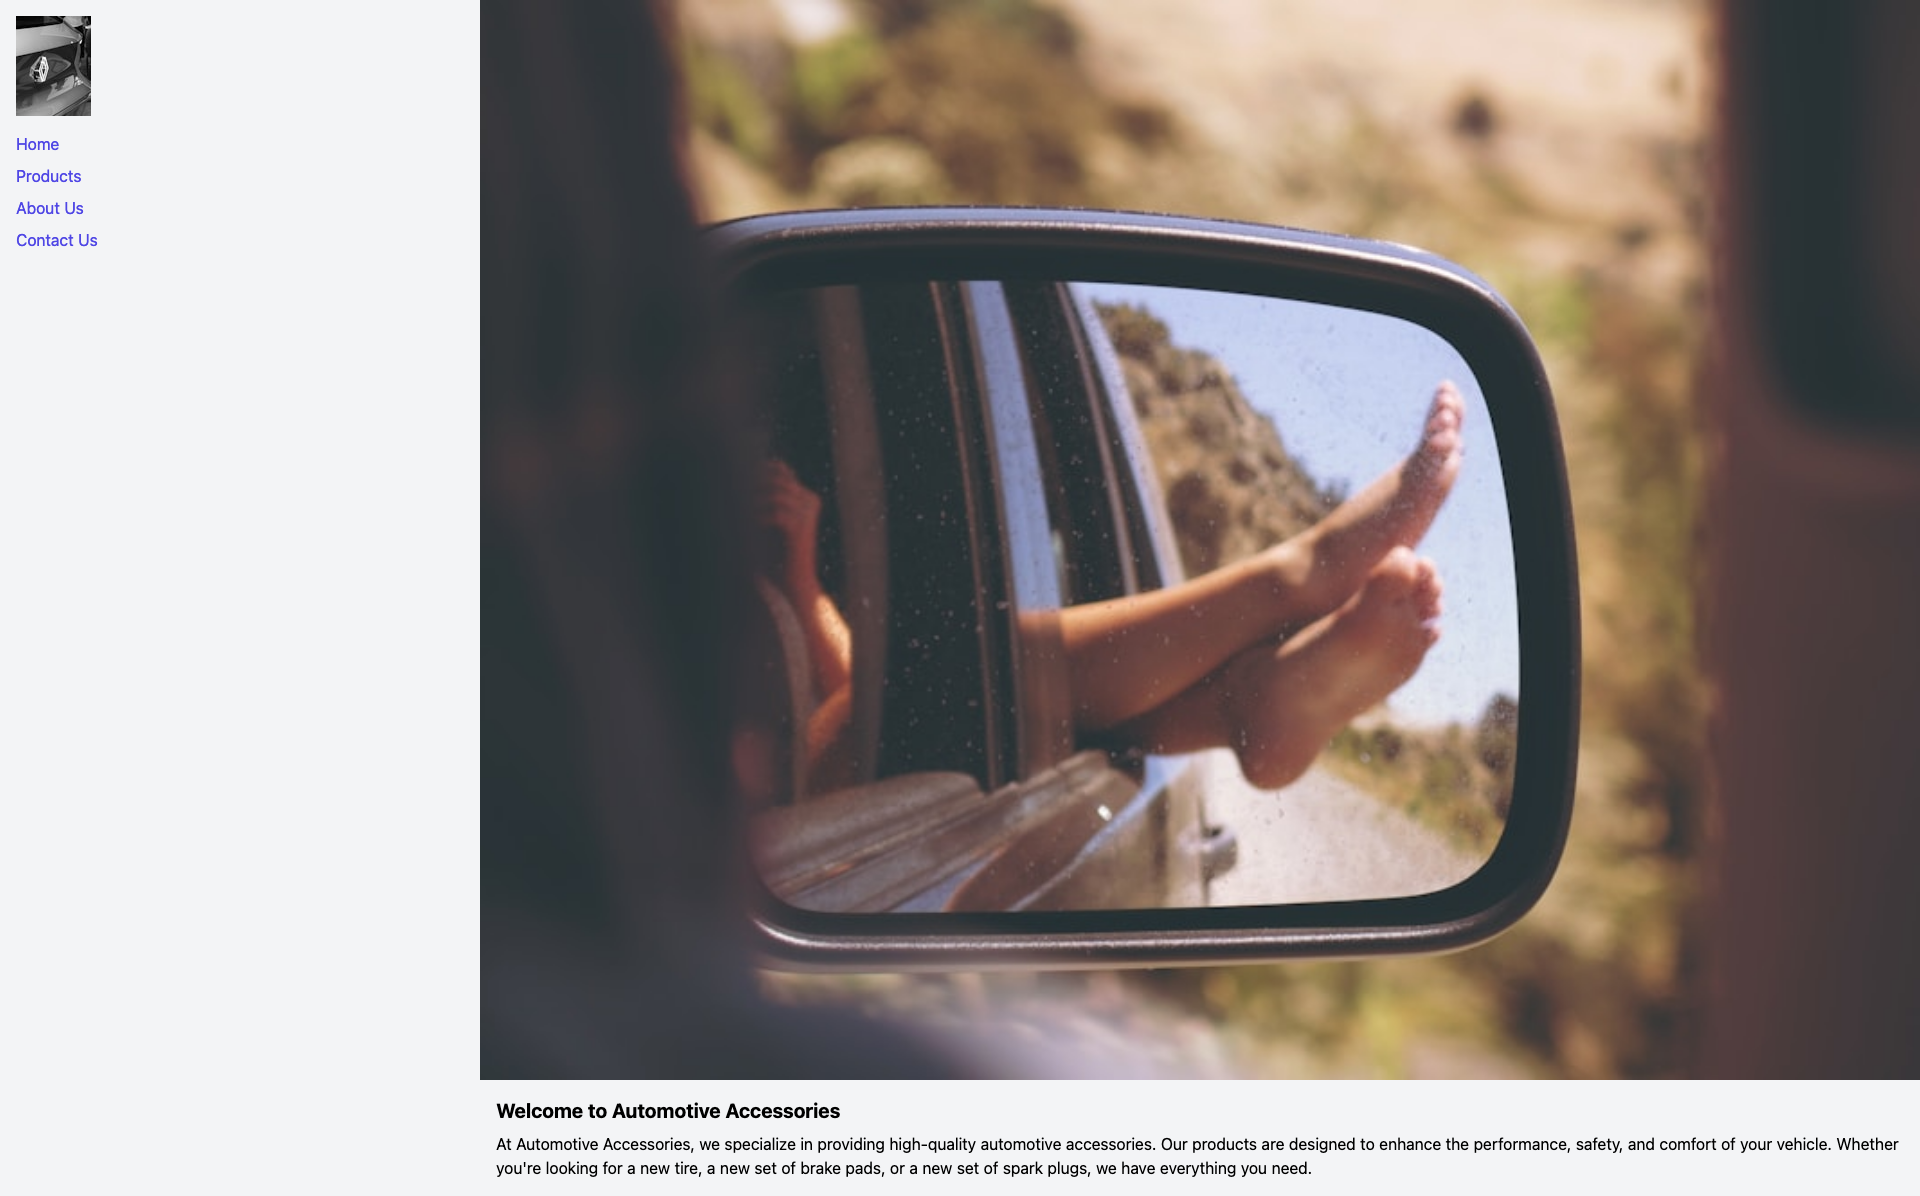 Home
Products
About Us
Contact Us
Welcome to Automotive Accessories
At Automotive Accessories, we specialize in providing high-quality automotive accessories. Our products are designed to enhance the performance, safety, and comfort of your vehicle. Whether
you're looking for a new tire, a new set of brake pads, or a new set of spark plugs, we have everything you need.